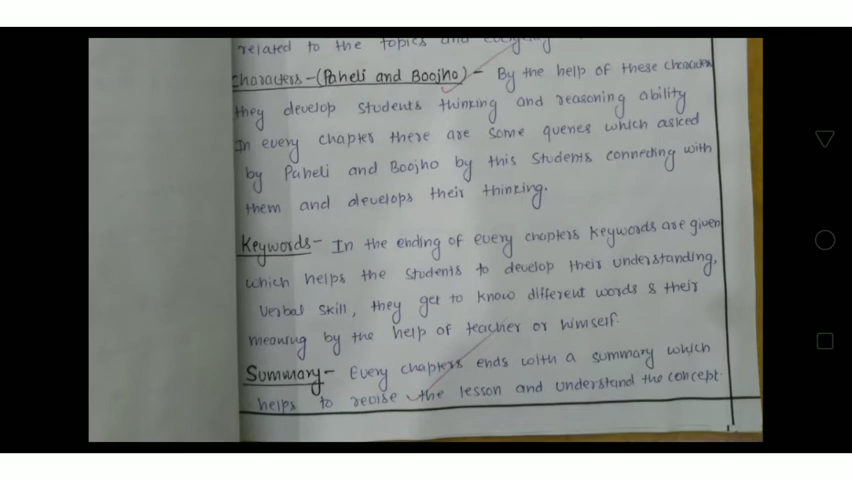 related to the topics and everyday
Characters - (Paheli and Boojho) - By the help of these character
they develop students thinking and reasoning ability
In every chapter there are some queries which asked
by Paheli and Boojho by this students connecting with
them and develops their thinking.
Keywords - In the ending of every chapters keywords are given
which helps the students to develop their understanding,
verbal skill, they get to know different words & their
meaning by the help of teacher or himself.
Summary - Every chapters ends with a summary which
helps to revise the lesson and understand the concept.